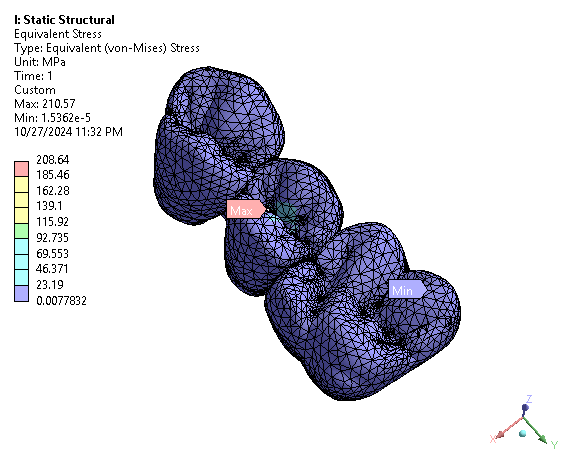 I: Static Structural
Equivalent Stress
Type: Equivalent (von-Mises) Stress
Unit: MPa
Time: 1
Custom
Max: 210.57
Min: 1.5362e-5
10/27/2024 11:32 PM
208.64
185.46
162.28
139.1
115.92
92.735
69.553
46.371
23.19
0.0077832
Max
Min
Z
X
Y